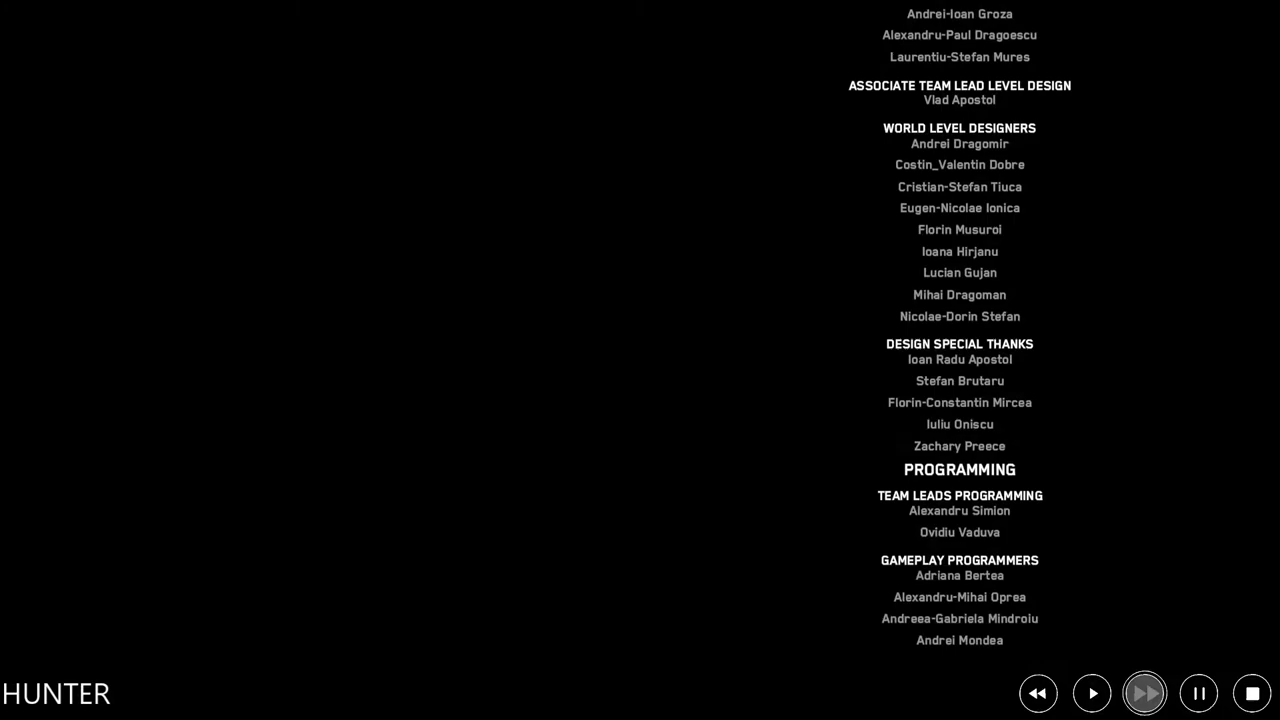 Andrei-Ioan Groza
Alexandru-Paul Dragoescu
Laurentiu-Stefan Mures
ASSOCIATE TEAM LEAD LEVEL DESIGN
Vlad Apostol
WORLD LEVEL DESIGNERS
Andrei Dragomir
Costin_Valentin Dobre
Cristian-Stefan Tiuca
Eugen-Nicolae Ionica
Florin Musuroi
Ioana Hirjanu
Lucian Gujan
Mihai Dragoman
Nicolae-Dorin Stefan
DESIGN SPECIAL THANKS
Ioan Radu Apostol
Stefan Brutaru
Florin-Constantin Mircea
Iuliu Oniscu
Zachary Preece
PROGRAMMING
TEAM LEADS PROGRAMMING
Alexandru Simion
Ovidiu Vaduva
GAMEPLAY PROGRAMMERS
Adriana Bertea
Alexandru-Mihai Oprea
Andreea-Gabriela Mindroiu
Andrei Mondea
HUNTER